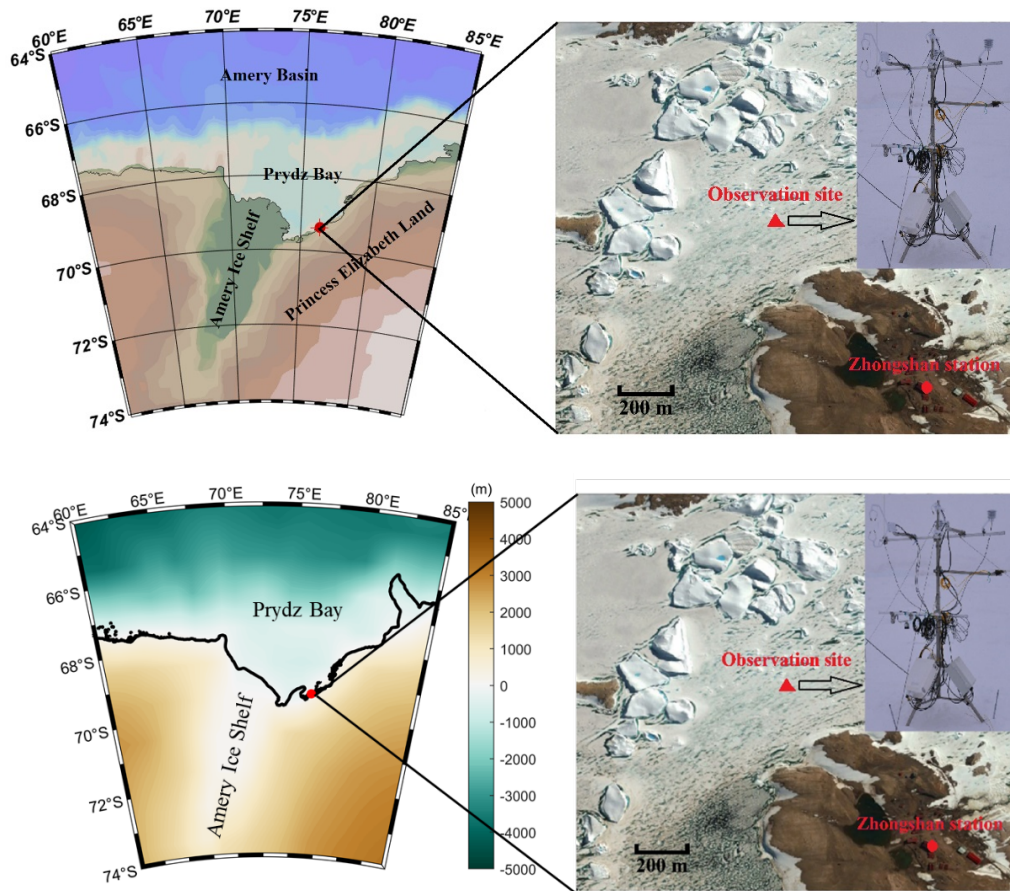 60°E
65°E
70°E
75°E
80°E
85°E
64°S
66°S
68°S
70°S
72°S
74°S
Amery Basin
Prydz Bay
Amery Ice Shelf
Princess Elizabeth Land
Observation site
Zhongshan station
200 m
60°E
65°E
70°E
75°E
80°E
85°
64°S
66°S
68°S
70°S
72°S
74°S
Prydz Bay
Amery Ice Shelf
(m)
5000
4000
3000
2000
1000
0
-1000
-2000
-3000
-4000
-5000
Observation site
Zhongshan station
200 m